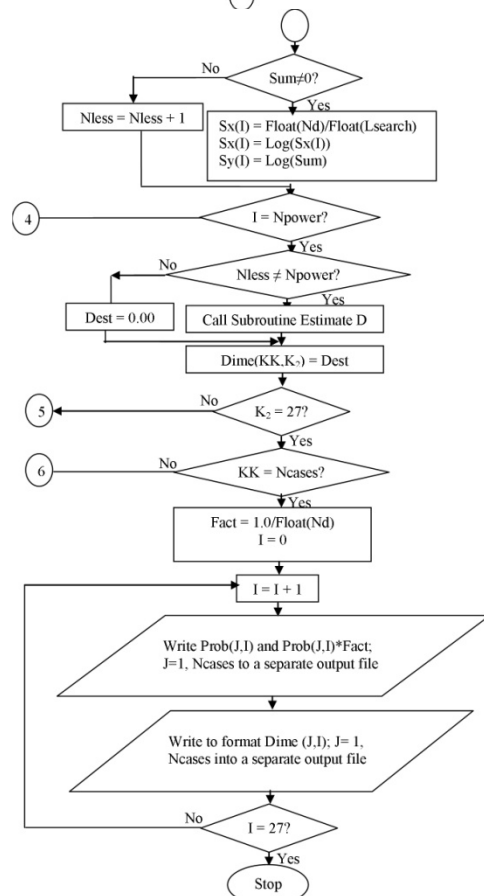 Sum≠0?
No
Yes
Nless = Nless + 1
Sx(I) = Float(Nd)/Float(Lsearch)
Sx(I) = Log(Sx(I))
Sy(I) = Log(Sum)
4
I = Npower?
Yes
No
Nless ≠ Npower?
Yes
Dest = 0.00
Call Subroutine Estimate D
Dime(KK,K₂) = Dest
5
No
K₂ = 27?
Yes
6
No
KK = Ncases?
Yes
Fact = 1.0/Float(Nd)
I = 0
I = I + 1
Write Prob(J,I) and Prob(J,I)*Fact;
J=1, Ncases to a separate output file
Write to format Dime (J,I); J= 1,
Ncases into a separate output file
No
I = 27?
Yes
Stop